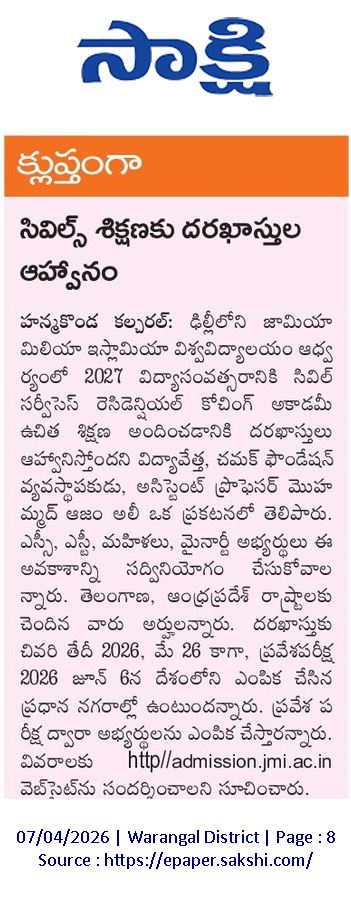 సాక్షి
క్లుప్తంగా
సివిల్స్ శిక్షణకు దరఖాస్తుల
ఆహ్వానం
హన్మకొండ కల్చరల్: ఢిల్లీలోని జామియా
మిలియా ఇస్లామియా విశ్వవిద్యాలయం ఆధ్వ
ర్యంలో 2027 విద్యాసంవత్సరానికి సివిల్
సర్వీసెస్ రెసిడెన్షియల్ కోచింగ్ అకాడమీ
ఉచిత శిక్షణ అందించడానికి దరఖాస్తులు
ఆహ్వానిస్తోందని విద్యావేత్త, చమక్ ఫౌండేషన్
వ్యవస్థాపకుడు, అసిస్టెంట్ ప్రొఫెసర్ మొహ
మ్మద్ ఆజం అలీ ఒక ప్రకటనలో తెలిపారు.
ఎస్సీ, ఎస్టీ, మహిళలు, మైనార్టీ అభ్యర్థులు ఈ
అవకాశాన్ని సద్వినియోగం చేసుకోవాల
న్నారు. తెలంగాణ, ఆంధ్రప్రదేశ్ రాష్ట్రాలకు
చెందిన వారు అర్హులన్నారు. దరఖాస్తుకు
చివరి తేదీ 2026, మే 26 కాగా, ప్రవేశపరీక్ష
2026 జూన్ 6న దేశంలోని ఎంపిక చేసిన
ప్రధాన నగరాల్లో ఉంటుందన్నారు. ప్రవేశ ప
రీక్ష ద్వారా అభ్యర్థులను ఎంపిక చేస్తారన్నారు.
వివరాలకు http//admission.jmi.ac.in
వెబ్‌సైట్‌ను సందర్శించాలని సూచించారు.
07/04/2026 | Warangal District | Page : 8
Source : https://epaper.sakshi.com/